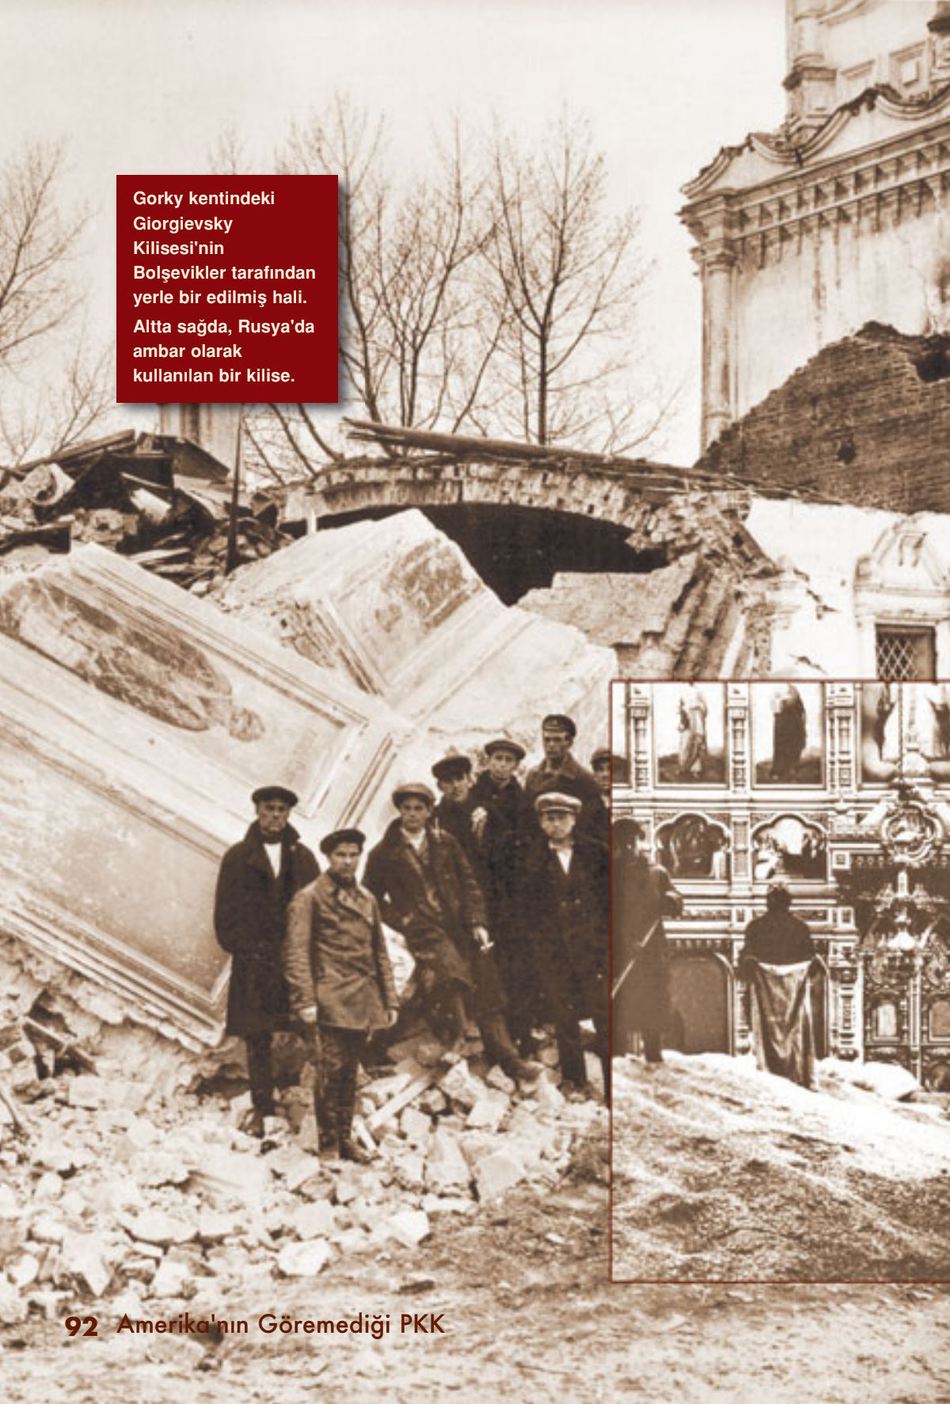 Gorky kentindeki
Giorgievsky
Kilisesi'nin
Bolşevikler tarafından
yerle bir edilmiş hali.
Altta sağda, Rusya'da
ambar olarak
kullanılan bir kilise.
92 Amerika'nın Göremediği PKK